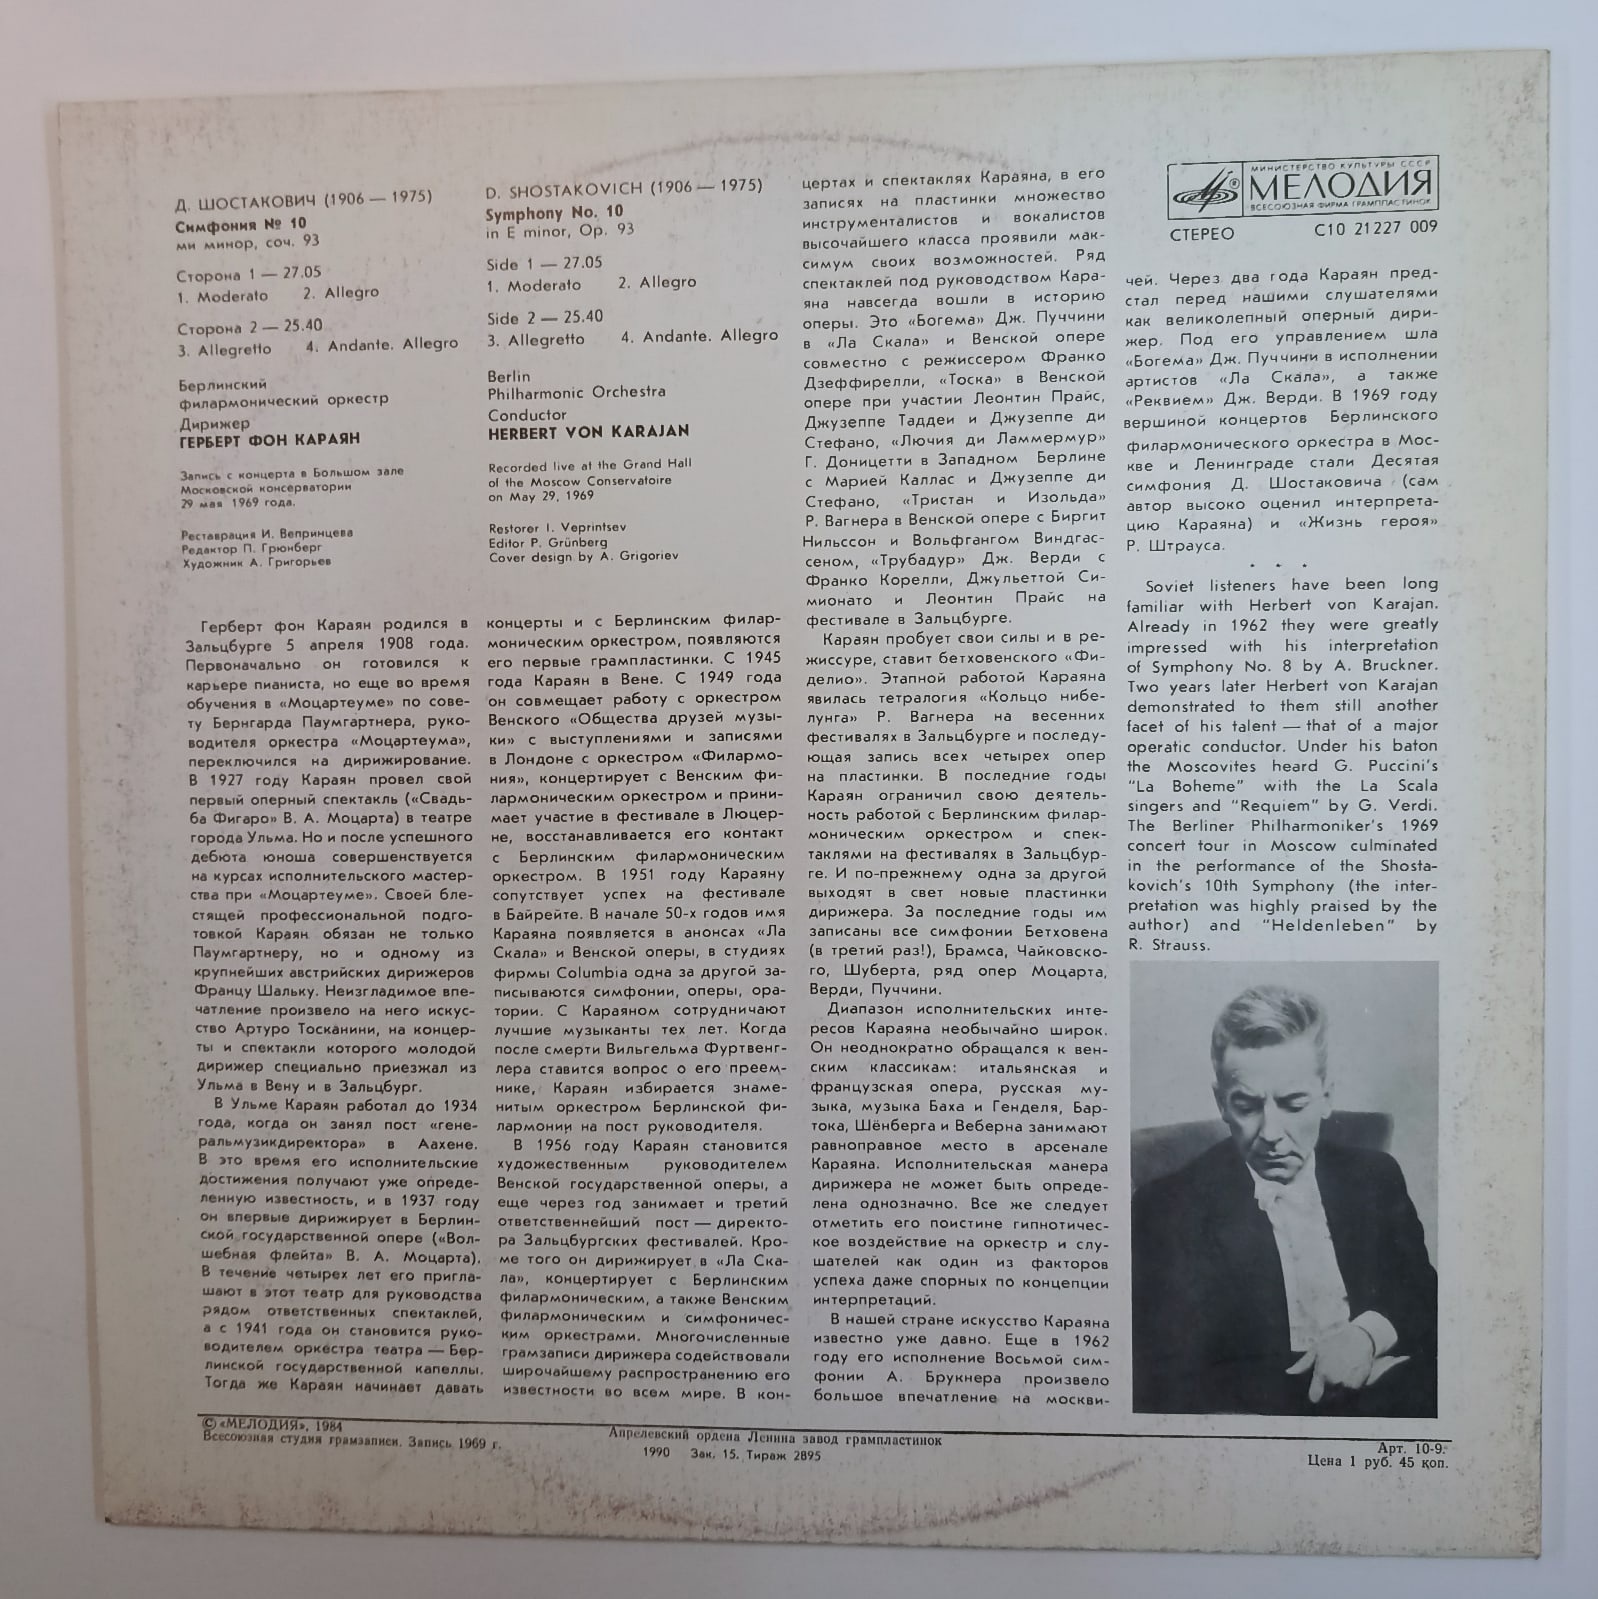 Д. ШОСТАКОВИЧ (1906 — 1975)
Симфония № 10
ми минор, соч. 93
Сторона 1 — 27.05
1. Moderato 2. Allegro
Сторона 2 — 25.40
3. Allegretto 4. Andante. Allegro
Берлинский
филармонический оркестр
Дирижер
ГЕРБЕРТ ФОН КАРАЯН
Запись с концерта в Большом зале
Московской консерватории
29 мая 1969 года.
Реставрация И. Вепринцева
Редактор П. Грюнберг
Художник А. Григорьев
D. SHOSTAKOVICH (1906 — 1975)
Symphony No. 10
in E minor, Op. 93
Side 1 — 27.05
1. Moderato 2. Allegro
Side 2 — 25.40
3. Allegretto 4. Andante. Allegro
Berlin
Philharmonic Orchestra
Conductor
HERBERT VON KARAJAN
Recorded live at the Grand Hall
of the Moscow Conservatoire
on May 29, 1969
Restorer I. Veprintsev
Editor P. Grünberg
Cover design by A. Grigoriev
Герберт фон Караян родился в
Зальцбурге 5 апреля 1908 года.
Первоначально он готовился к
карьере пианиста, но еще во время
обучения в «Моцартеуме» по сове-
ту Бернгарда Паумгартнера, руко-
водителя оркестра «Моцартеума»,
переключился на дирижирование.
В 1927 году Караян провел свой
первый оперный спектакль («Свадь-
ба Фигаро» В. А. Моцарта) в театре
города Ульма. Но и после успешного
дебюта юноша совершенствуется
на курсах исполнительского мастер-
ства при «Моцартеуме». Своей бле-
стящей профессиональной подго-
товкой Караян обязан не только
Паумгартнеру, но и одному из
крупнейших австрийских дирижеров
Францу Шальку. Неизгладимое впе-
чатление произвело на него искус-
ство Артуро Тосканини, на концер-
ты и спектакли которого молодой
дирижер специально приезжал из
Ульма в Вену и в Зальцбург.
В Ульме Караян работал до 1934
года, когда он занял пост «гене-
ральмузикдиректора» в Аахене.
В это время его исполнительские
достижения получают уже опреде-
ленную известность, и в 1937 году
он впервые дирижирует в Берлин-
ской государственной опере («Вол-
шебная флейта» В. А. Моцарта).
В течение четырех лет его пригла-
шают в этот театр для руководства
рядом ответственных спектаклей,
а с 1941 года он становится руко-
водителем оркестра театра — Бер-
линской государственной капеллы.
Тогда же Караян начинает давать
концерты и с Берлинским филар-
моническим оркестром, появляются
его первые грампластинки. С 1945
года Караян в Вене. С 1949 года
он совмещает работу с оркестром
Венского «Общества друзей музы-
ки» с выступлениями и записями
в Лондоне с оркестром «Филармо-
ния», концертирует с Венским фи-
лармоническим оркестром и прини-
мает участие в фестивале в Люцер-
не, восстанавливается его контакт
с Берлинским филармоническим
оркестром. В 1951 году Караяну
сопутствует успех на фестивале
в Байрейте. В начале 50-х годов имя
Караяна появляется в анонсах «Ла
Скала» и Венской оперы, в студиях
фирмы Columbia одна за другой за-
писываются симфонии, оперы, ора-
тории. С Караяном сотрудничают
лучшие музыканты тех лет. Когда
после смерти Вильгельма Фуртвенг-
лера ставится вопрос о его преем-
нике, Караян избирается знаме-
нитым оркестром Берлинской фи-
лармонии на пост руководителя.
В 1956 году Караян становится
художественным руководителем
Венской государственной оперы, а
еще через год занимает и третий
ответственнейший пост — директо-
ра Зальцбургских фестивалей. Кро-
ме того он дирижирует в «Ла Ска-
ла», концертирует с Берлинским
филармоническим, а также Венским
филармоническим и симфоничес-
ким оркестрами. Многочисленные
грамзаписи дирижера содействовали
широчайшему распространению его
известности во всем мире. В кон-
цертах и спектаклях Караяна, в его
записях на пластинки множество
инструменталистов и вокалистов
высочайшего класса проявили мак-
симум своих возможностей. Ряд
спектаклей под руководством Кара-
яна навсегда вошли в историю
оперы. Это «Богема» Дж. Пуччини
в «Ла Скала» и Венской опере
совместно с режиссером Франко
Дзеффирелли, «Тоска» в Венской
опере при участии Леонтин Прайс,
Джузеппе Таддеи и Джузеппе ди
Стефано, «Лючия ди Ламмермур»
Г. Доницетти в Западном Берлине
с Марией Каллас и Джузеппе ди
Стефано, «Тристан и Изольда»
Р. Вагнера в Венской опере с Биргит
Нильссон и Вольфгангом Виндгас-
сеном, «Трубадур» Дж. Верди с
Франко Корелли, Джульеттой Си-
мионато и Леонтин Прайс на
фестивале в Зальцбурге.
Караян пробует свои силы и в ре-
жиссуре, ставит бетховенского «Фи-
делио». Этапной работой Караяна
явилась тетралогия «Кольцо нибе-
лунга» Р. Вагнера на весенних
фестивалях в Зальцбурге и последу-
ющая запись всех четырех опер
на пластинки. В последние годы
Караян ограничил свою деятель-
ность работой с Берлинским филар-
моническим оркестром и спек-
таклями на фестивалях в Зальцбур-
ге. И по-прежнему одна за другой
выходят в свет новые пластинки
дирижера. За последние годы им
записаны все симфонии Бетховена
(в третий раз!), Брамса, Чайковско-
го, Шуберта, ряд опер Моцарта,
Верди, Пуччини.
Диапазон исполнительских инте-
ресов Караяна необычайно широк.
Он неоднократно обращался к вен-
ским классикам: итальянская и
французская опера, русская му-
зыка, музыка Баха и Генделя, Бар-
тока, Шёнберга и Веберна занимают
равноправное место в арсенале
Караяна. Исполнительская манера
дирижера не может быть опреде-
лена однозначно. Все же следует
отметить его поистине гипнотичес-
кое воздействие на оркестр и слу-
шателей как один из факторов
успеха даже спорных по концепции
интерпретаций.
В нашей стране искусство Караяна
известно уже давно. Еще в 1962
году его исполнение Восьмой сим-
фонии А. Брукнера произвело
большое впечатление на москви-
МИНИСТЕРСТВО КУЛЬТУРЫ СССР
МЕЛОДИЯ
ВСЕСОЮЗНАЯ ФИРМА ГРАМПЛАСТИНОК
СТЕРЕО С10 21227 009
чей. Через два года Караян пред-
стал перед нашими слушателями
как великолепный оперный дири-
жер. Под его управлением шла
«Богема» Дж. Пуччини в исполнении
артистов «Ла Скала», а также
«Реквием» Дж. Верди. В 1969 году
вершиной концертов Берлинского
филармонического оркестра в Мос-
кве и Ленинграде стали Десятая
симфония Д. Шостаковича (сам
автор высоко оценил интерпрета-
цию Караяна) и «Жизнь героя»
Р. Штрауса.
* * *
Soviet listeners have been long
familiar with Herbert von Karajan.
Already in 1962 they were greatly
impressed with his interpretation
of Symphony No. 8 by A. Bruckner.
Two years later Herbert von Karajan
demonstrated to them still another
facet of his talent — that of a major
operatic conductor. Under his baton
the Moscovites heard G. Puccini's
"La Boheme" with the La Scala
singers and "Requiem" by G. Verdi.
The Berliner Philharmoniker's 1969
concert tour in Moscow culminated
in the performance of the Shosta-
kovich's 10th Symphony (the inter-
pretation was highly praised by the
author) and "Heldenleben" by
R. Strauss.
© «МЕЛОДИЯ», 1984
Всесоюзная студия грамзаписи. Запись 1969 г.
Апрелевский ордена Ленина завод грампластинок
1990 Зак. 15. Тираж 2895
Арт. 10-9.
Цена 1 руб. 45 коп.